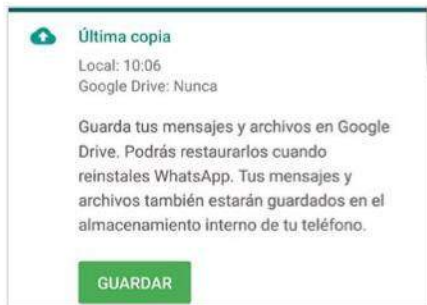 Última copia
Local: 10:06
Google Drive: Nunca
Guarda tus mensajes y archivos en Google
Drive. Podrás restaurarlos cuando
reinstales WhatsApp. Tus mensajes y
archivos también estarán guardados en el
almacenamiento interno de tu teléfono.
GUARDAR